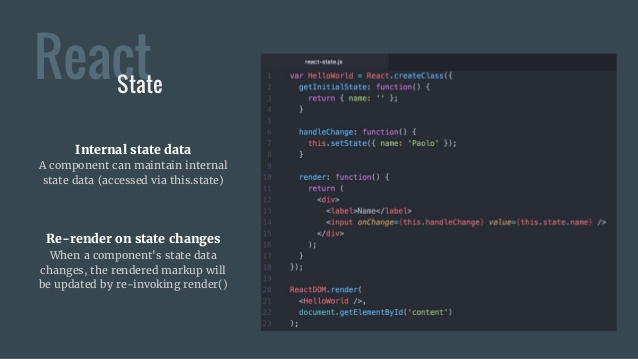 React
State
Internal state data
A component can maintain internal
state data (accessed via this.state)
Re-render on state changes
When a component's state data
changes, the rendered markup will
be updated by re-invoking render()
react-state.js
1 var HelloWorld = React.createClass({
2 getInitialState: function() {
3 return { name: '' };
4 }
5
6 handleChange: function() {
7 this.setState({ name: 'Paolo' });
8 }
9
10 render: function() {
11 return (
12 <div>
13 <label>Name</label>
14 <input onChange={this.handleChange} value={this.state.name} />
15 </div>
16 );
17 }
18 });
19
20 ReactDOM.render(
21 <HelloWorld />,
22 document.getElementById('content')
23 );